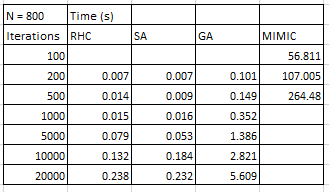 N = 800 Time (s)
Iterations RHC SA GA MIMIC
100 56.811
200 0.007 0.007 0.101 107.005
500 0.014 0.009 0.149 264.48
1000 0.015 0.016 0.352
5000 0.079 0.053 1.386
10000 0.132 0.184 2.821
20000 0.238 0.232 5.609